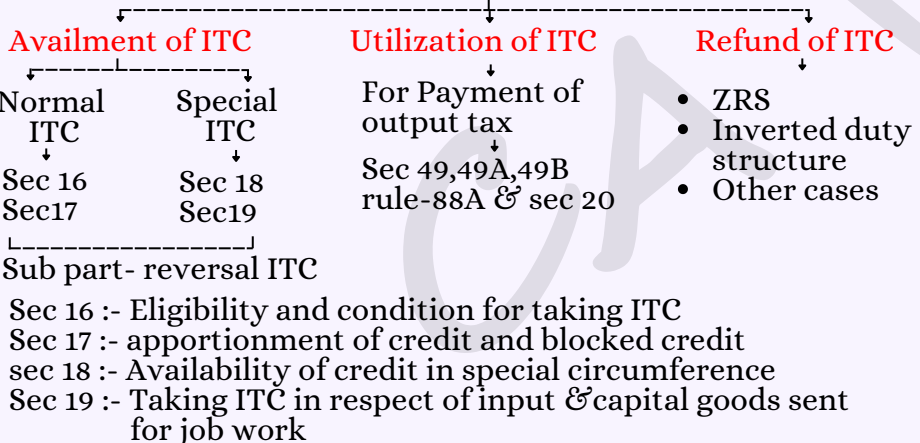 Availment of ITC
Utilization of ITC
Refund of ITC
Normal
ITC
Sec 16
Sec17
Special
ITC
Sec 18
Sec19
For Payment of
output tax
Sec 49,49A,49B
rule-88A & sec 20
• ZRS
• Inverted duty
structure
• Other cases
Sub part- reversal ITC
Sec 16 :- Eligibility and condition for taking ITC
Sec 17 :- apportionment of credit and blocked credit
sec 18 :- Availability of credit in special circumference
Sec 19 :- Taking ITC in respect of input &capital goods sent
for job work